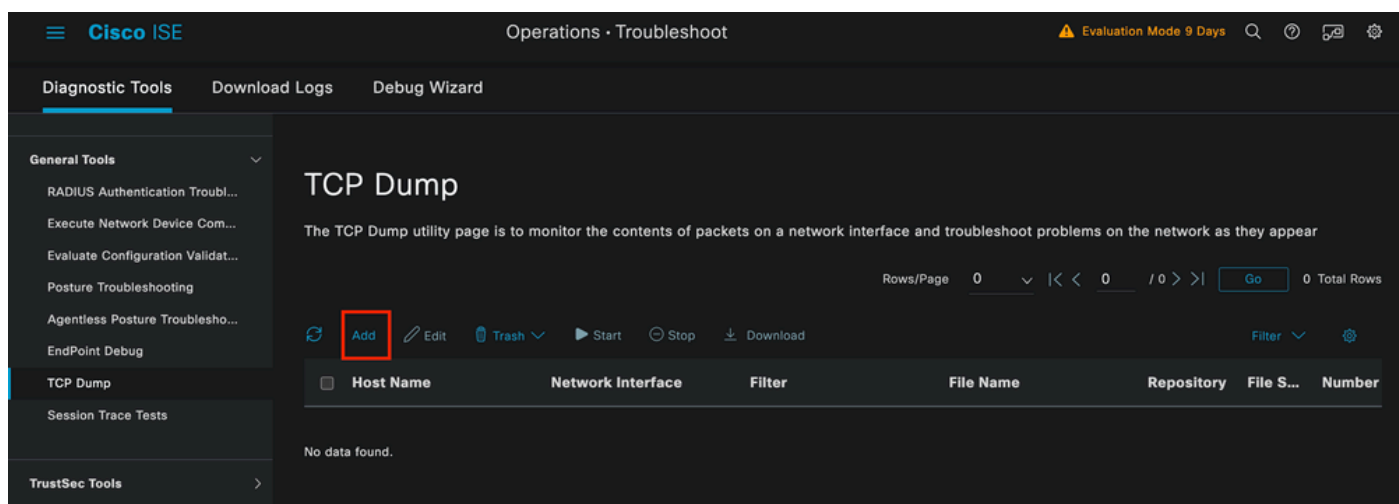 Cisco ISE
Operations · Troubleshoot
Evaluation Mode 9 Days
Diagnostic Tools
Download Logs
Debug Wizard
General Tools
RADIUS Authentication Troubl...
Execute Network Device Com...
Evaluate Configuration Validat...
Posture Troubleshooting
Agentless Posture Troublesho...
EndPoint Debug
TCP Dump
Session Trace Tests
TrustSec Tools
TCP Dump
The TCP Dump utility page is to monitor the contents of packets on a network interface and troubleshoot problems on the network as they appear
Rows/Page 0 |< < 0 / 0 > >| Go 0 Total Rows
Add Edit Trash Start Stop Download Filter
Host Name Network Interface Filter File Name Repository File S... Number
No data found.